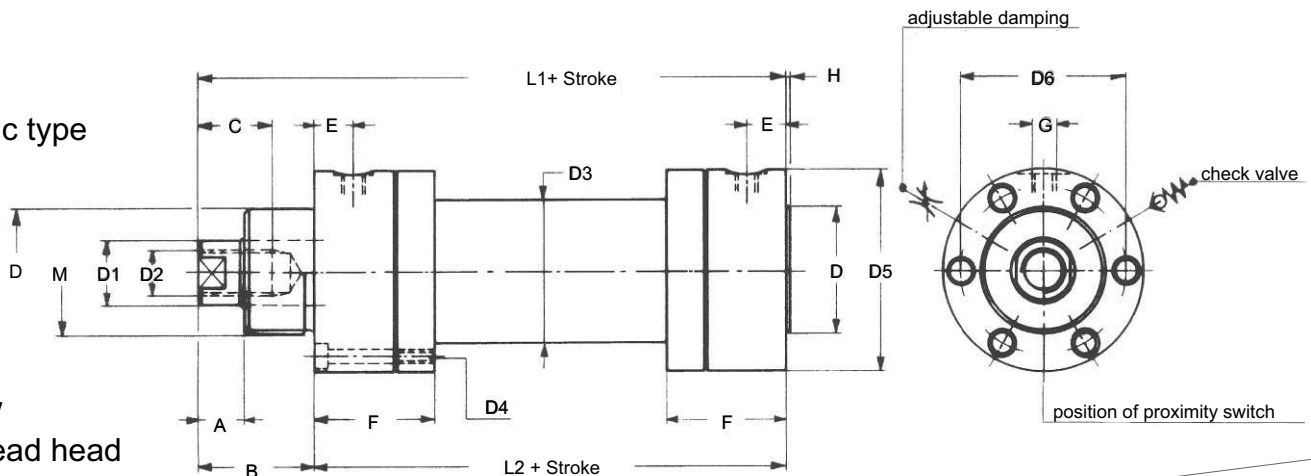 adjustable damping
L1+ Stroke
H
D6
c type
C
E
E
G
D3
check valve
D
M
D1
D2
D
D5
A
F
D4
F
position of proximity switch
ead head
B
L2 + Stroke